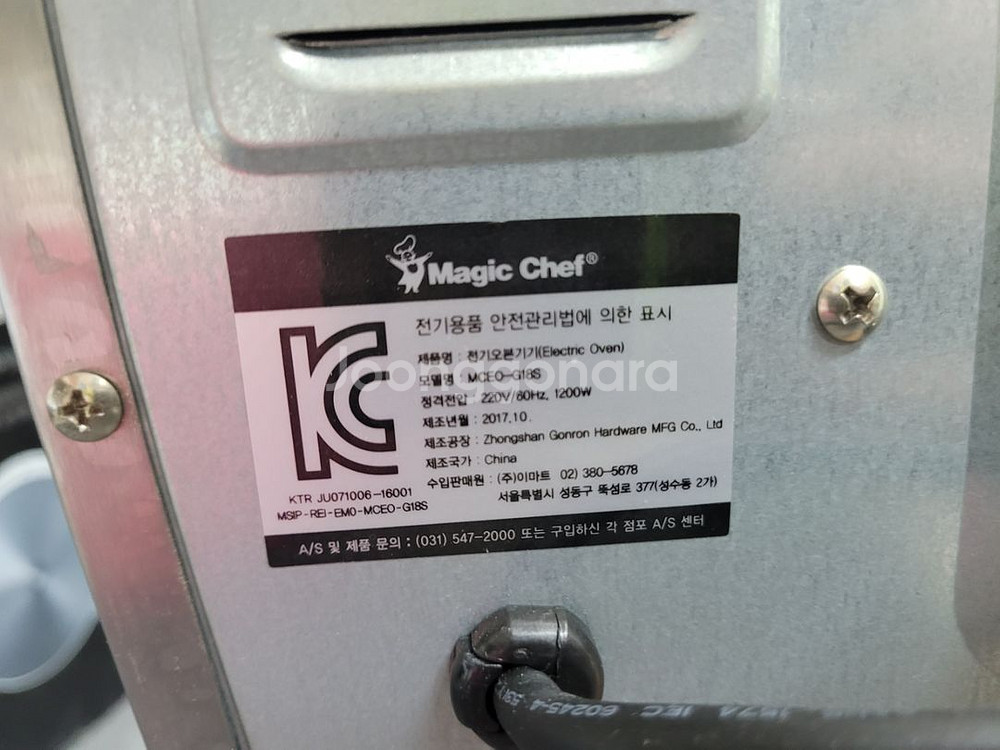 Magic Chef®
전기용품 안전관리법에 의한 표시
제품명 : 전기오븐기기(Electric Oven)
모델명 : MCEO-G18S
정격전압 : 220V/60Hz, 1200W
제조년월 : 2017.10.
제조공장 : Zhongshan Gonron Hardware MFG Co., Ltd
제조국가 : China
수입판매원 : (주)이마트 02) 380-5678
서울특별시 성동구 뚝섬로 377(성수동 2가)
KTR JU071006-16001
MSIP-REI-EM0-MCEO-G18S
A/S 및 제품 문의 : (031) 547-2000 또는 구입하신 각 점포 A/S 센터
Joonggonara
IEC 60245-4